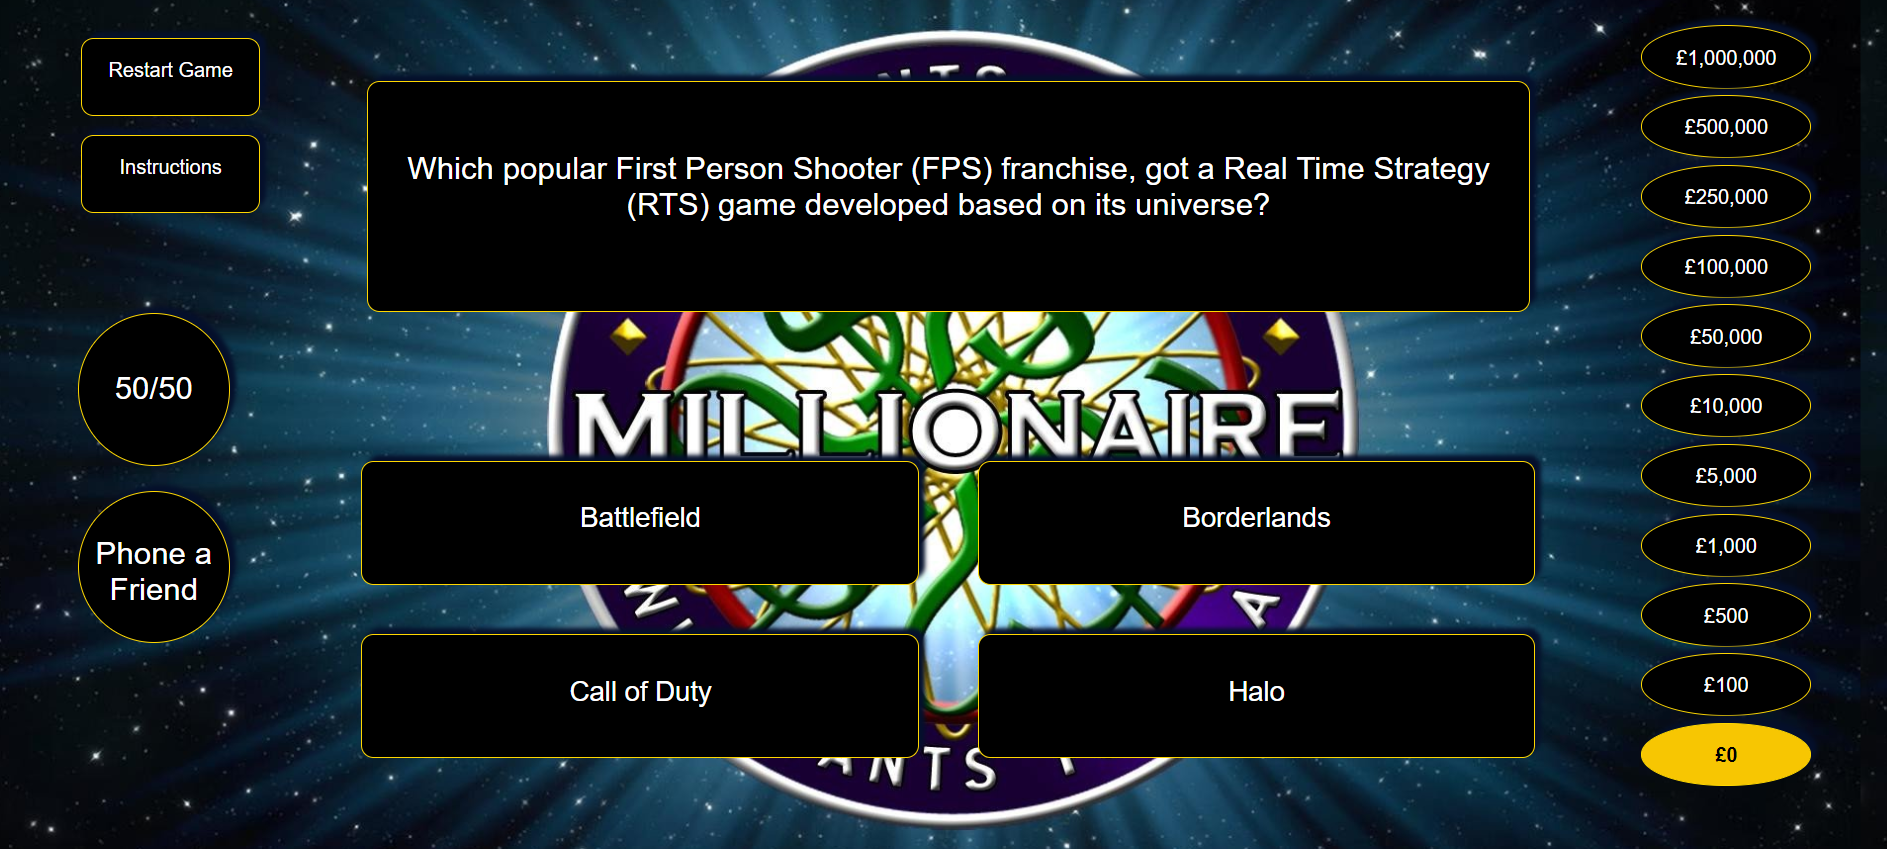 Restart Game
Instructions
50/50
Phone a
Friend
Which popular First Person Shooter (FPS) franchise, got a Real Time Strategy
(RTS) game developed based on its universe?
MILLIONAIRE
Battlefield
Borderlands
Call of Duty
Halo
ANTS
£1,000,000
£500,000
£250,000
£100,000
£50,000
£10,000
£5,000
£1,000
£500
£100
£0